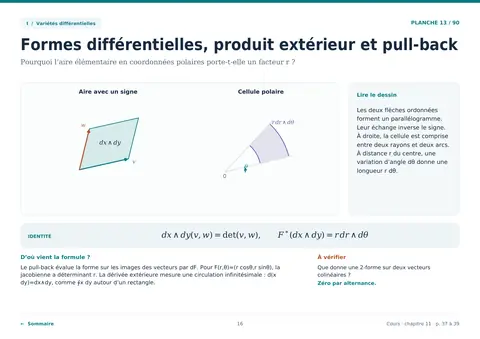 I / Variétés différentielles
PLANCHE 13 / 90
Formes différentielles, produit extérieur et pull-back
Pourquoi l'aire élémentaire en coordonnées polaires porte-t-elle un facteur r ?
Aire avec un signe
Cellule polaire
Lire le dessin
Les deux flèches ordonnées
forment un parallélogramme.
Leur échange inverse le signe.
À droite, la cellule est comprise
entre deux rayons et deux arcs.
À distance r du centre, une
variation d'angle dθ donne une
longueur r dθ.
w
dx∧dy
v
r dr∧dθ
θ
0
IDENTITÉ
dx∧dy(v, w) = det(v, w), F*(dx∧dy) = r dr∧dθ
D'où vient la formule ?
Le pull-back évalue la forme sur les images des vecteurs par dF. Pour F(r,θ)=(r cosθ,r sinθ), la
jacobienne a déterminant r. La dérivée extérieure mesure une circulation infinitésimale : d(x
dy)=dx∧dy, comme ∮x dy autour d'un rectangle.
À vérifier
Que donne une 2-forme sur deux vecteurs
colinéaires ?
Zéro par alternance.
← Sommaire
16
Cours · chapitre 11 · p. 37 à 39